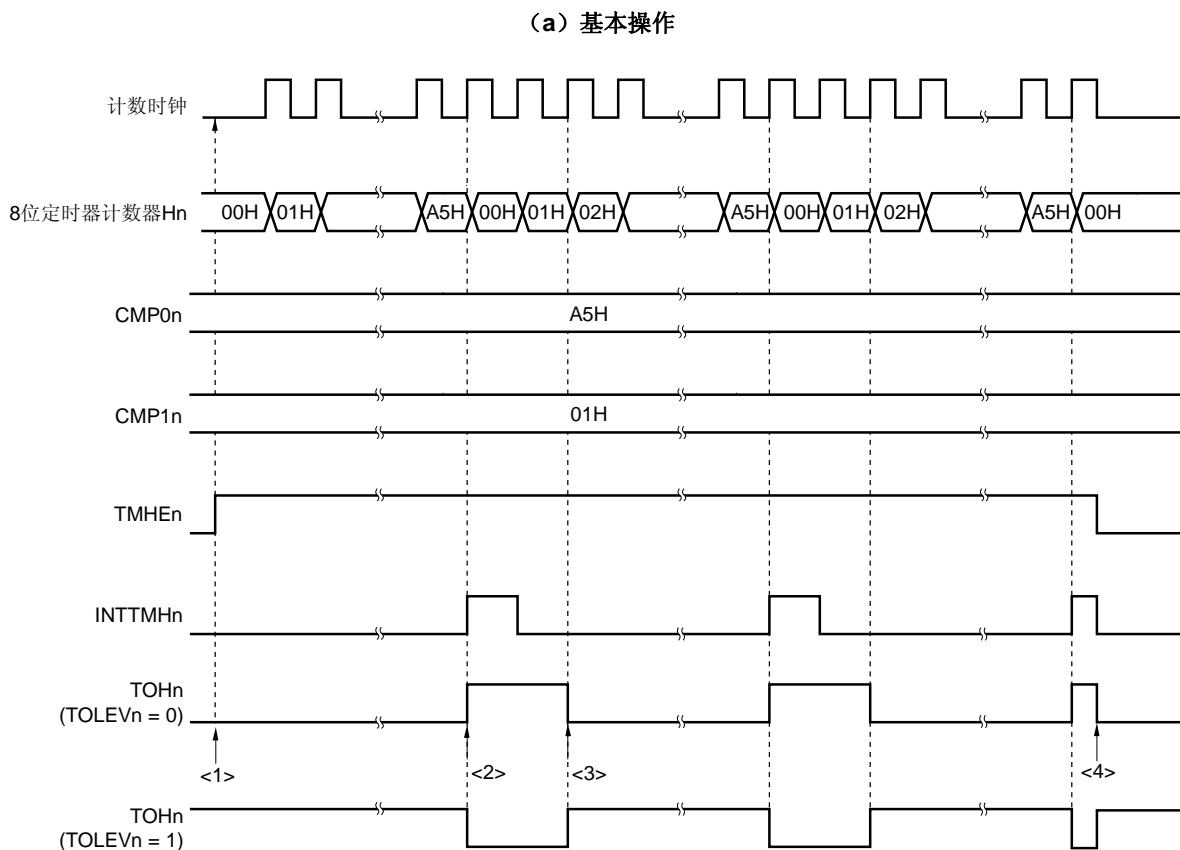 （a）基本操作
计数时钟
8位定时器计数器Hn
00H 01H A5H 00H 01H 02H A5H 00H 01H 02H A5H 00H
CMP0n
A5H
CMP1n
01H
TMHEn
INTTMHn
TOHn
(TOLEVn = 0)
<1> <2> <3> <4>
TOHn
(TOLEVn = 1)